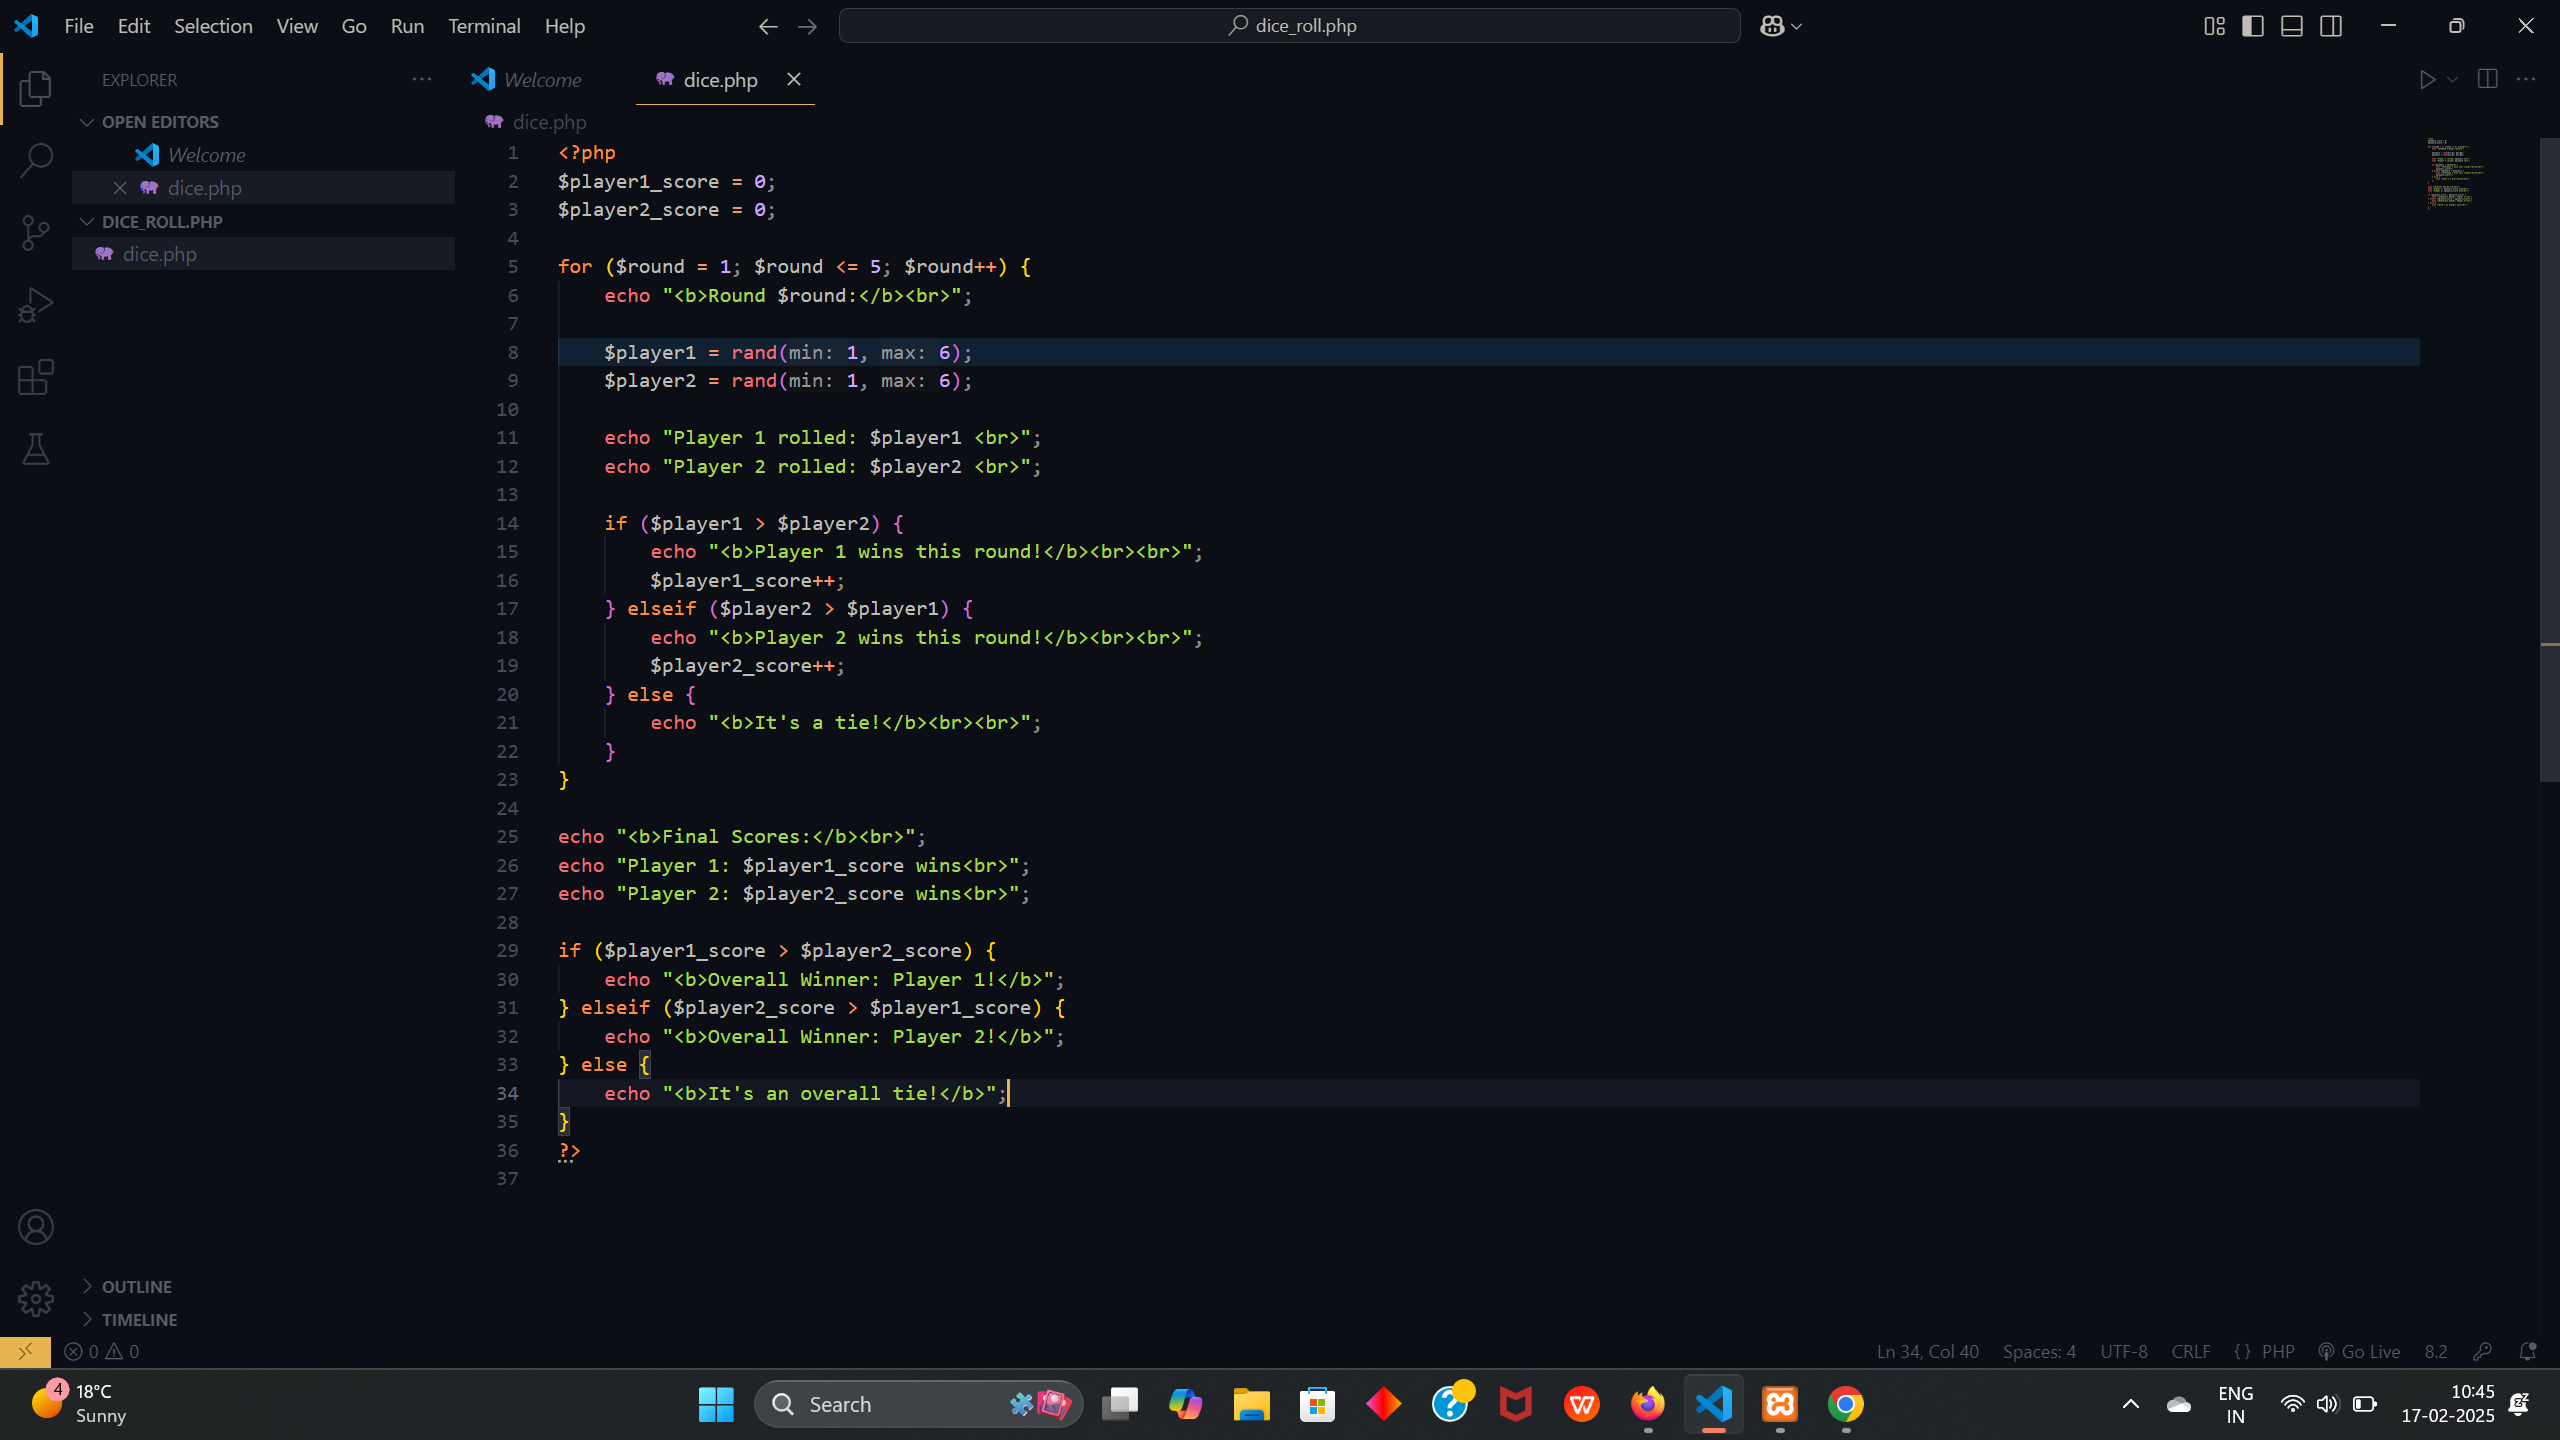 File Edit Selection View Go Run Terminal Help
dice_roll.php
EXPLORER
Welcome
dice.php
OPEN EDITORS
Welcome
dice.php
DICE_ROLL.PHP
dice.php
dice.php
1 <?php
2 $player1_score = 0;
3 $player2_score = 0;
4
5 for ($round = 1; $round <= 5; $round++) {
6     echo "<b>Round $round:</b><br>";
7
8     $player1 = rand(min: 1, max: 6);
9     $player2 = rand(min: 1, max: 6);
10
11     echo "Player 1 rolled: $player1 <br>";
12     echo "Player 2 rolled: $player2 <br>";
13
14     if ($player1 > $player2) {
15         echo "<b>Player 1 wins this round!</b><br><br>";
16         $player1_score++;
17     } elseif ($player2 > $player1) {
18         echo "<b>Player 2 wins this round!</b><br><br>";
19         $player2_score++;
20     } else {
21         echo "<b>It's a tie!</b><br><br>";
22     }
23 }
24
25 echo "<b>Final Scores:</b><br>";
26 echo "Player 1: $player1_score wins<br>";
27 echo "Player 2: $player2_score wins<br>";
28
29 if ($player1_score > $player2_score) {
30     echo "<b>Overall Winner: Player 1!</b>";
31 } elseif ($player2_score > $player1_score) {
32     echo "<b>Overall Winner: Player 2!</b>";
33 } else {
34     echo "<b>It's an overall tie!</b>";
35 }
36 ?>
37
OUTLINE
TIMELINE
0 0
Ln 34, Col 40 Spaces: 4 UTF-8 CRLF {} PHP Go Live 8.2
4
18°C
Sunny
Search
ENG
IN
10:45
17-02-2025